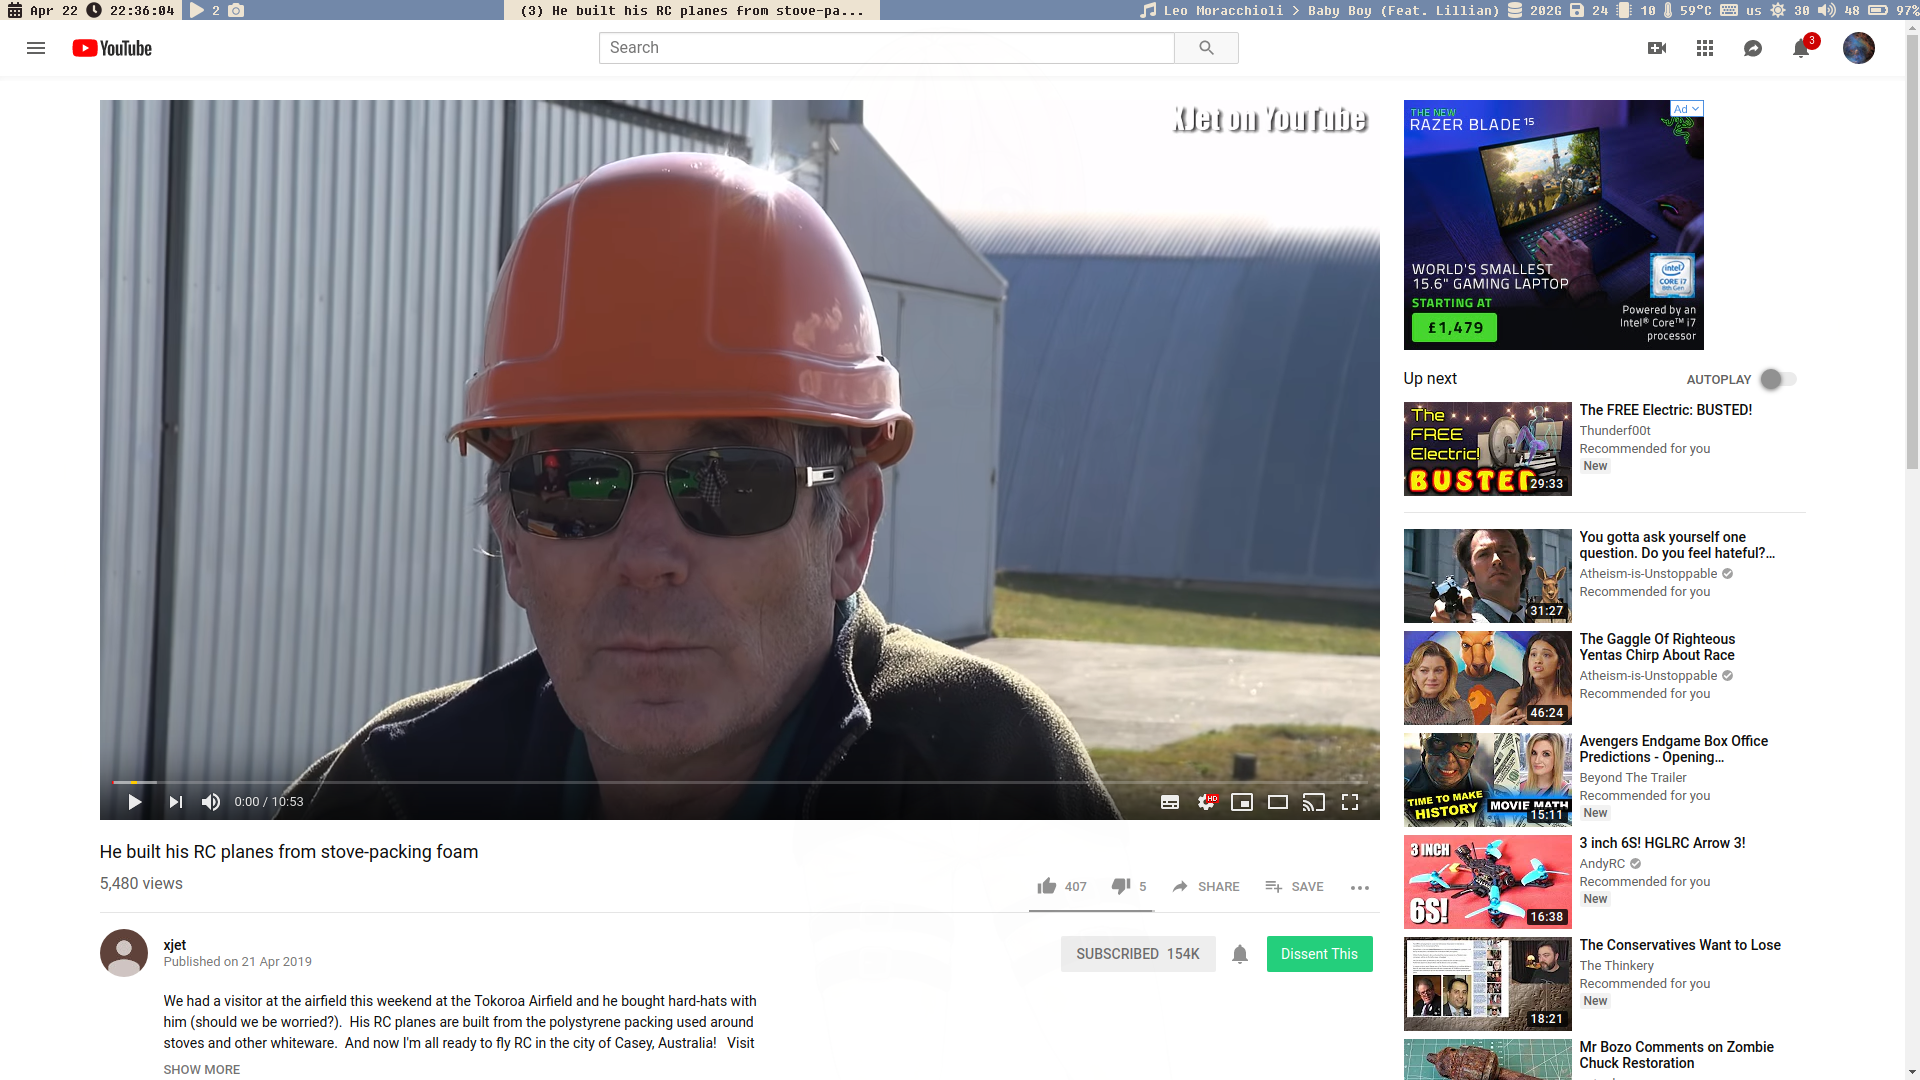 Apr 22 22:36:04 2 (3) He built his RC planes from stove-pa... Leo Moracchioli > Baby Boy (Feat. Lillian) 202G 24 10 59°C us 30 48 97%
YouTube
Search
3
XJet on YouTube
0:00 / 10:53
HD
He built his RC planes from stove-packing foam
5,480 views
407
5
SHARE
SAVE
xjet
Published on 21 Apr 2019
SUBSCRIBED 154K
Dissent This
We had a visitor at the airfield this weekend at the Tokoroa Airfield and he bought hard-hats with
him (should we be worried?). His RC planes are built from the polystyrene packing used around
stoves and other whiteware. And now I'm all ready to fly RC in the city of Casey, Australia! Visit
SHOW MORE
Ad
THE NEW
RAZER BLADE 15
WORLD'S SMALLEST
15.6" GAMING LAPTOP
STARTING AT
£1,479
intel
CORE i7
8th Gen
Powered by an
Intel® Core™ i7
processor
Up next
AUTOPLAY
The
FREE
Electric!
BUSTED
29:33
The FREE Electric: BUSTED!
Thunderf00t
Recommended for you
New
31:27
You gotta ask yourself one
question. Do you feel hateful?...
Atheism-is-Unstoppable
Recommended for you
46:24
The Gaggle Of Righteous
Yentas Chirp About Race
Atheism-is-Unstoppable
Recommended for you
TIME TO MAKE
HISTORY
MOVIE MATH
15:11
Avengers Endgame Box Office
Predictions - Opening...
Beyond The Trailer
Recommended for you
New
3 INCH
6S!
16:38
3 inch 6S! HGLRC Arrow 3!
AndyRC
Recommended for you
New
18:21
The Conservatives Want to Lose
The Thinkery
Recommended for you
New
Mr Bozo Comments on Zombie
Chuck Restoration